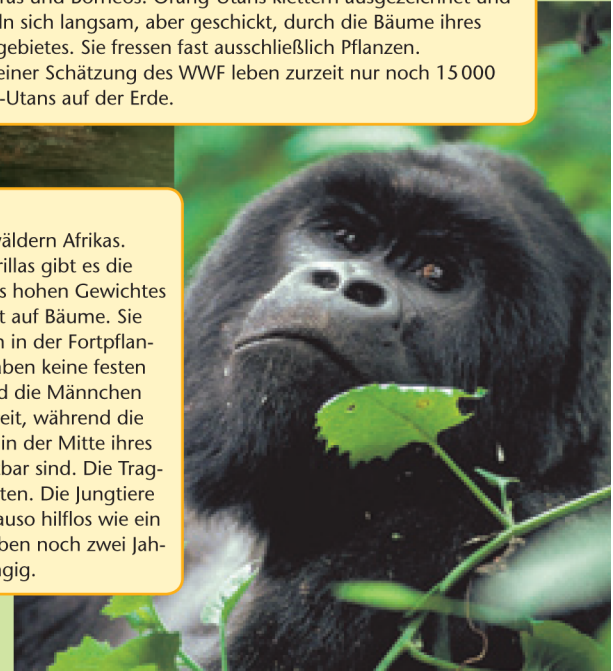 Borneos. Orang-Utans klettern ausgezeichnet und
ln sich langsam, aber geschickt, durch die Bäume ihres
gebietes. Sie fressen fast ausschließlich Pflanzen.
einer Schätzung des WWF leben zurzeit nur noch 15 000
-Utans auf der Erde.
äldern Afrikas.
rillas gibt es die
s hohen Gewichtes
t auf Bäume. Sie
n in der Fortpflan-
aben keine festen
d die Männchen
eit, während die
in der Mitte ihres
bar sind. Die Trag-
ten. Die Jungtiere
auso hilflos wie ein
ben noch zwei Jah-
gig.